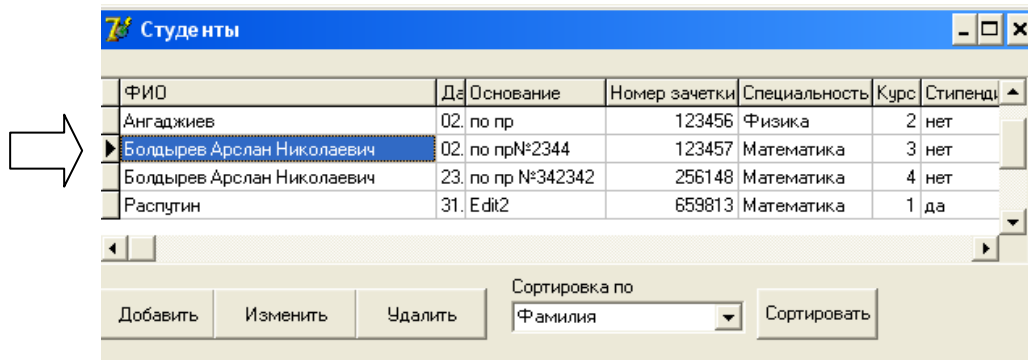 Студенты
ФИО Да Основание Номер зачетки Специальность Курс Стипенди
Ангаджиев 02. по пр 123456 Физика 2 нет
Болдырев Арслан Николаевич 02. по пр№2344 123457 Математика 3 нет
Болдырев Арслан Николаевич 23. по пр №342342 256148 Математика 4 нет
Распутин 31. Edit2 659813 Математика 1 да
Сортировка по
Добавить Изменить Удалить Фамилия Сортировать